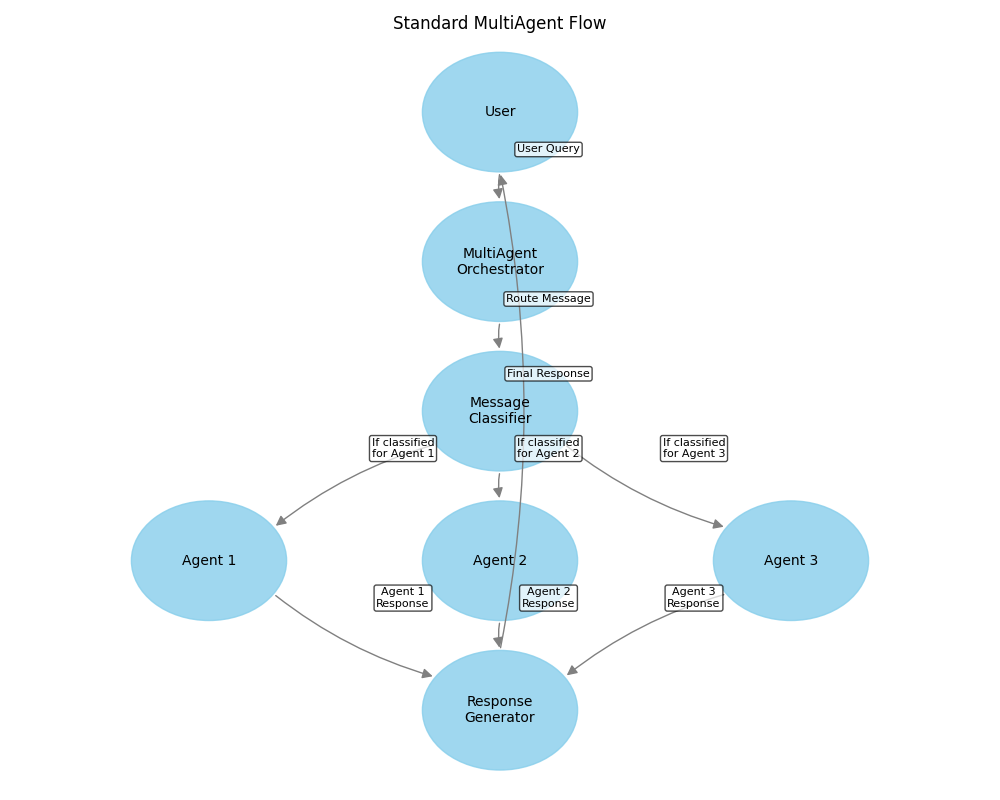 Standard MultiAgent Flow
User
User Query
MultiAgent
Orchestrator
Route Message
Final Response
Message
Classifier
If classified
for Agent 1
If classified
for Agent 2
If classified
for Agent 3
Agent 1
Agent 2
Agent 3
Agent 1
Response
Agent 2
Response
Agent 3
Response
Response
Generator